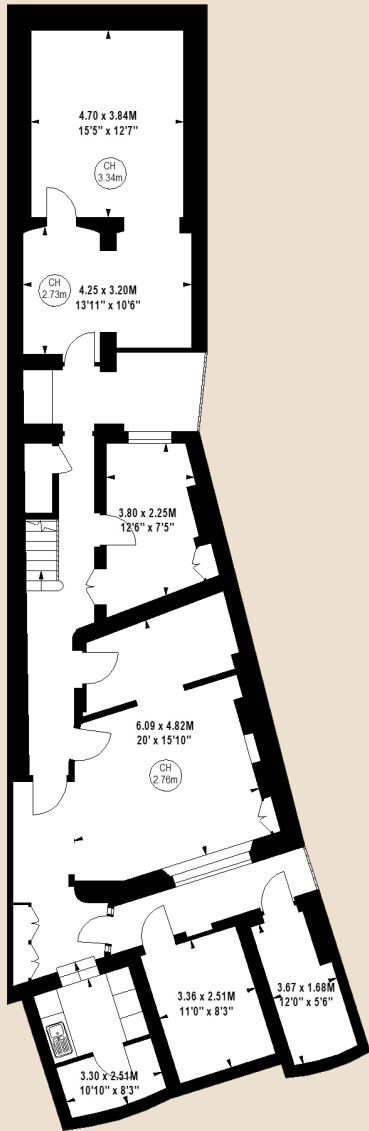 4.70 x 3.84M
15'5" x 12'7"
CH
3.34m
CH
2.73m
4.25 x 3.20M
13'11" x 10'6"
3.80 x 2.25M
12'6" x 7'5"
6.09 x 4.82M
20' x 15'10"
CH
2.76m
3.67 x 1.68M
12'0" x 5'6"
3.36 x 2.51M
11'0" x 8'3"
3.30 x 2.51M
10'10" x 8'3"